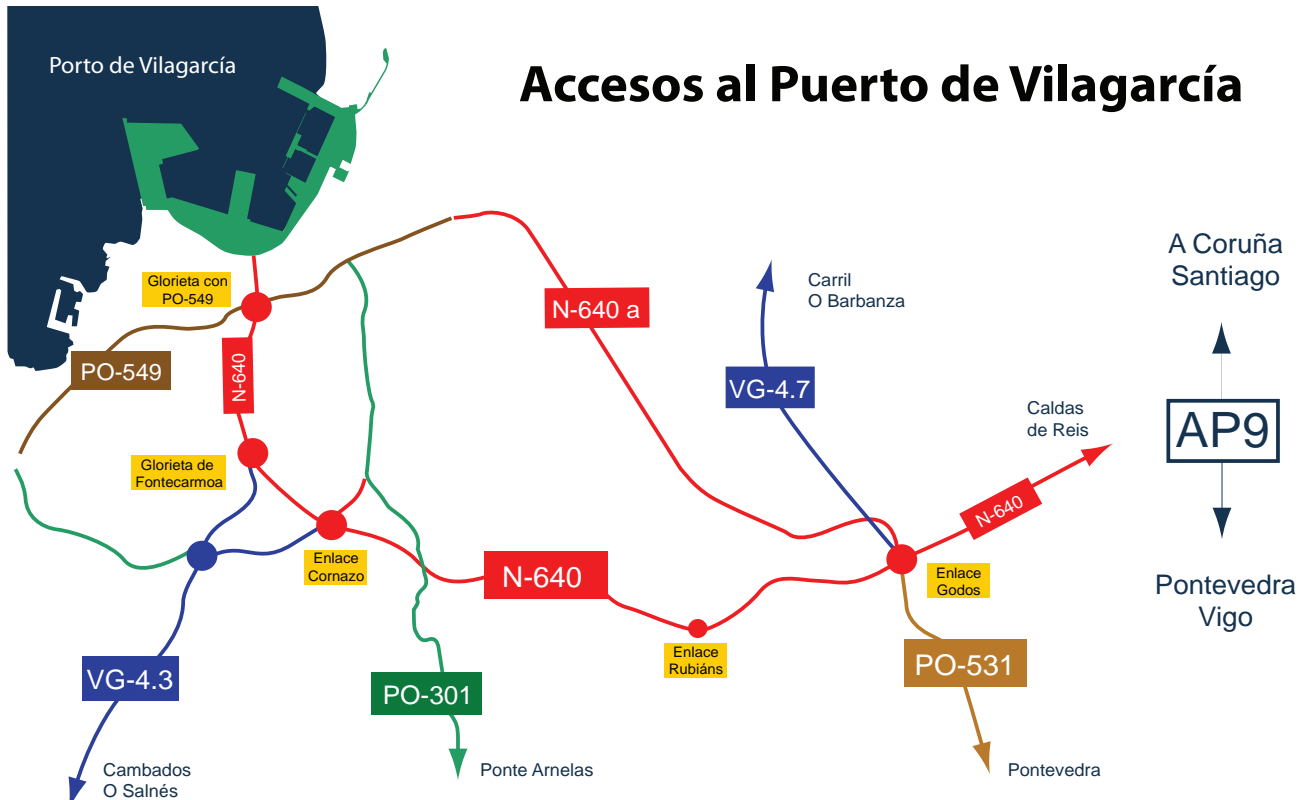 Porto de Vilagarcía
Accesos al Puerto de Vilagarcía
Glorieta con
PO-549
PO-549
N-640
N-640 a
Carril
O Barbanza
VG-4.7
A Coruña
Santiago
AP9
Pontevedra
Vigo
Caldas
de Reis
N-640
Glorieta de
Fontecarmoa
Enlace
Cornazo
N-640
Enlace
Godos
Enlace
Rubiáns
VG-4.3
PO-301
PO-531
Cambados
O Salnés
Ponte Arnelas
Pontevedra